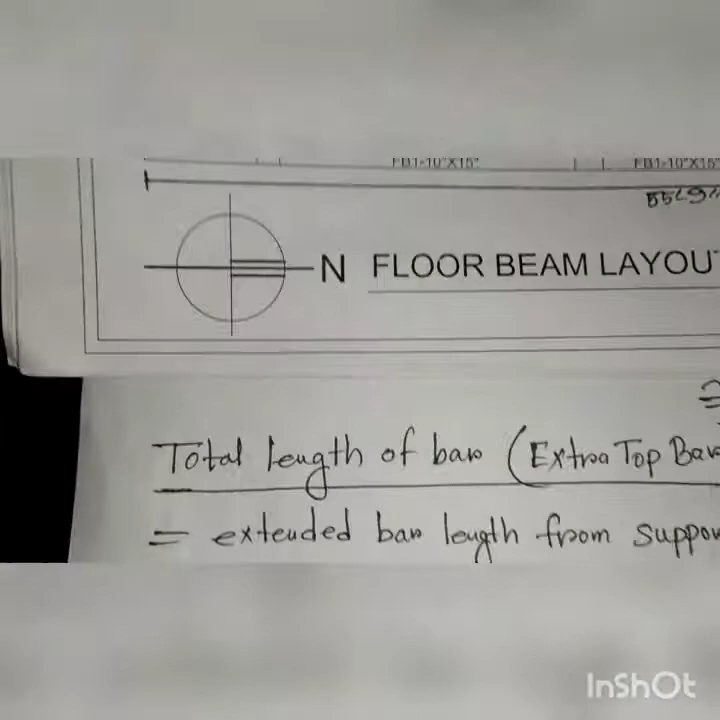 FB1-10"X15" FB1-10"X15"
N FLOOR BEAM LAYOU
Total length of bar (Extra Top Bar
= extended bar length from suppor
InShOt